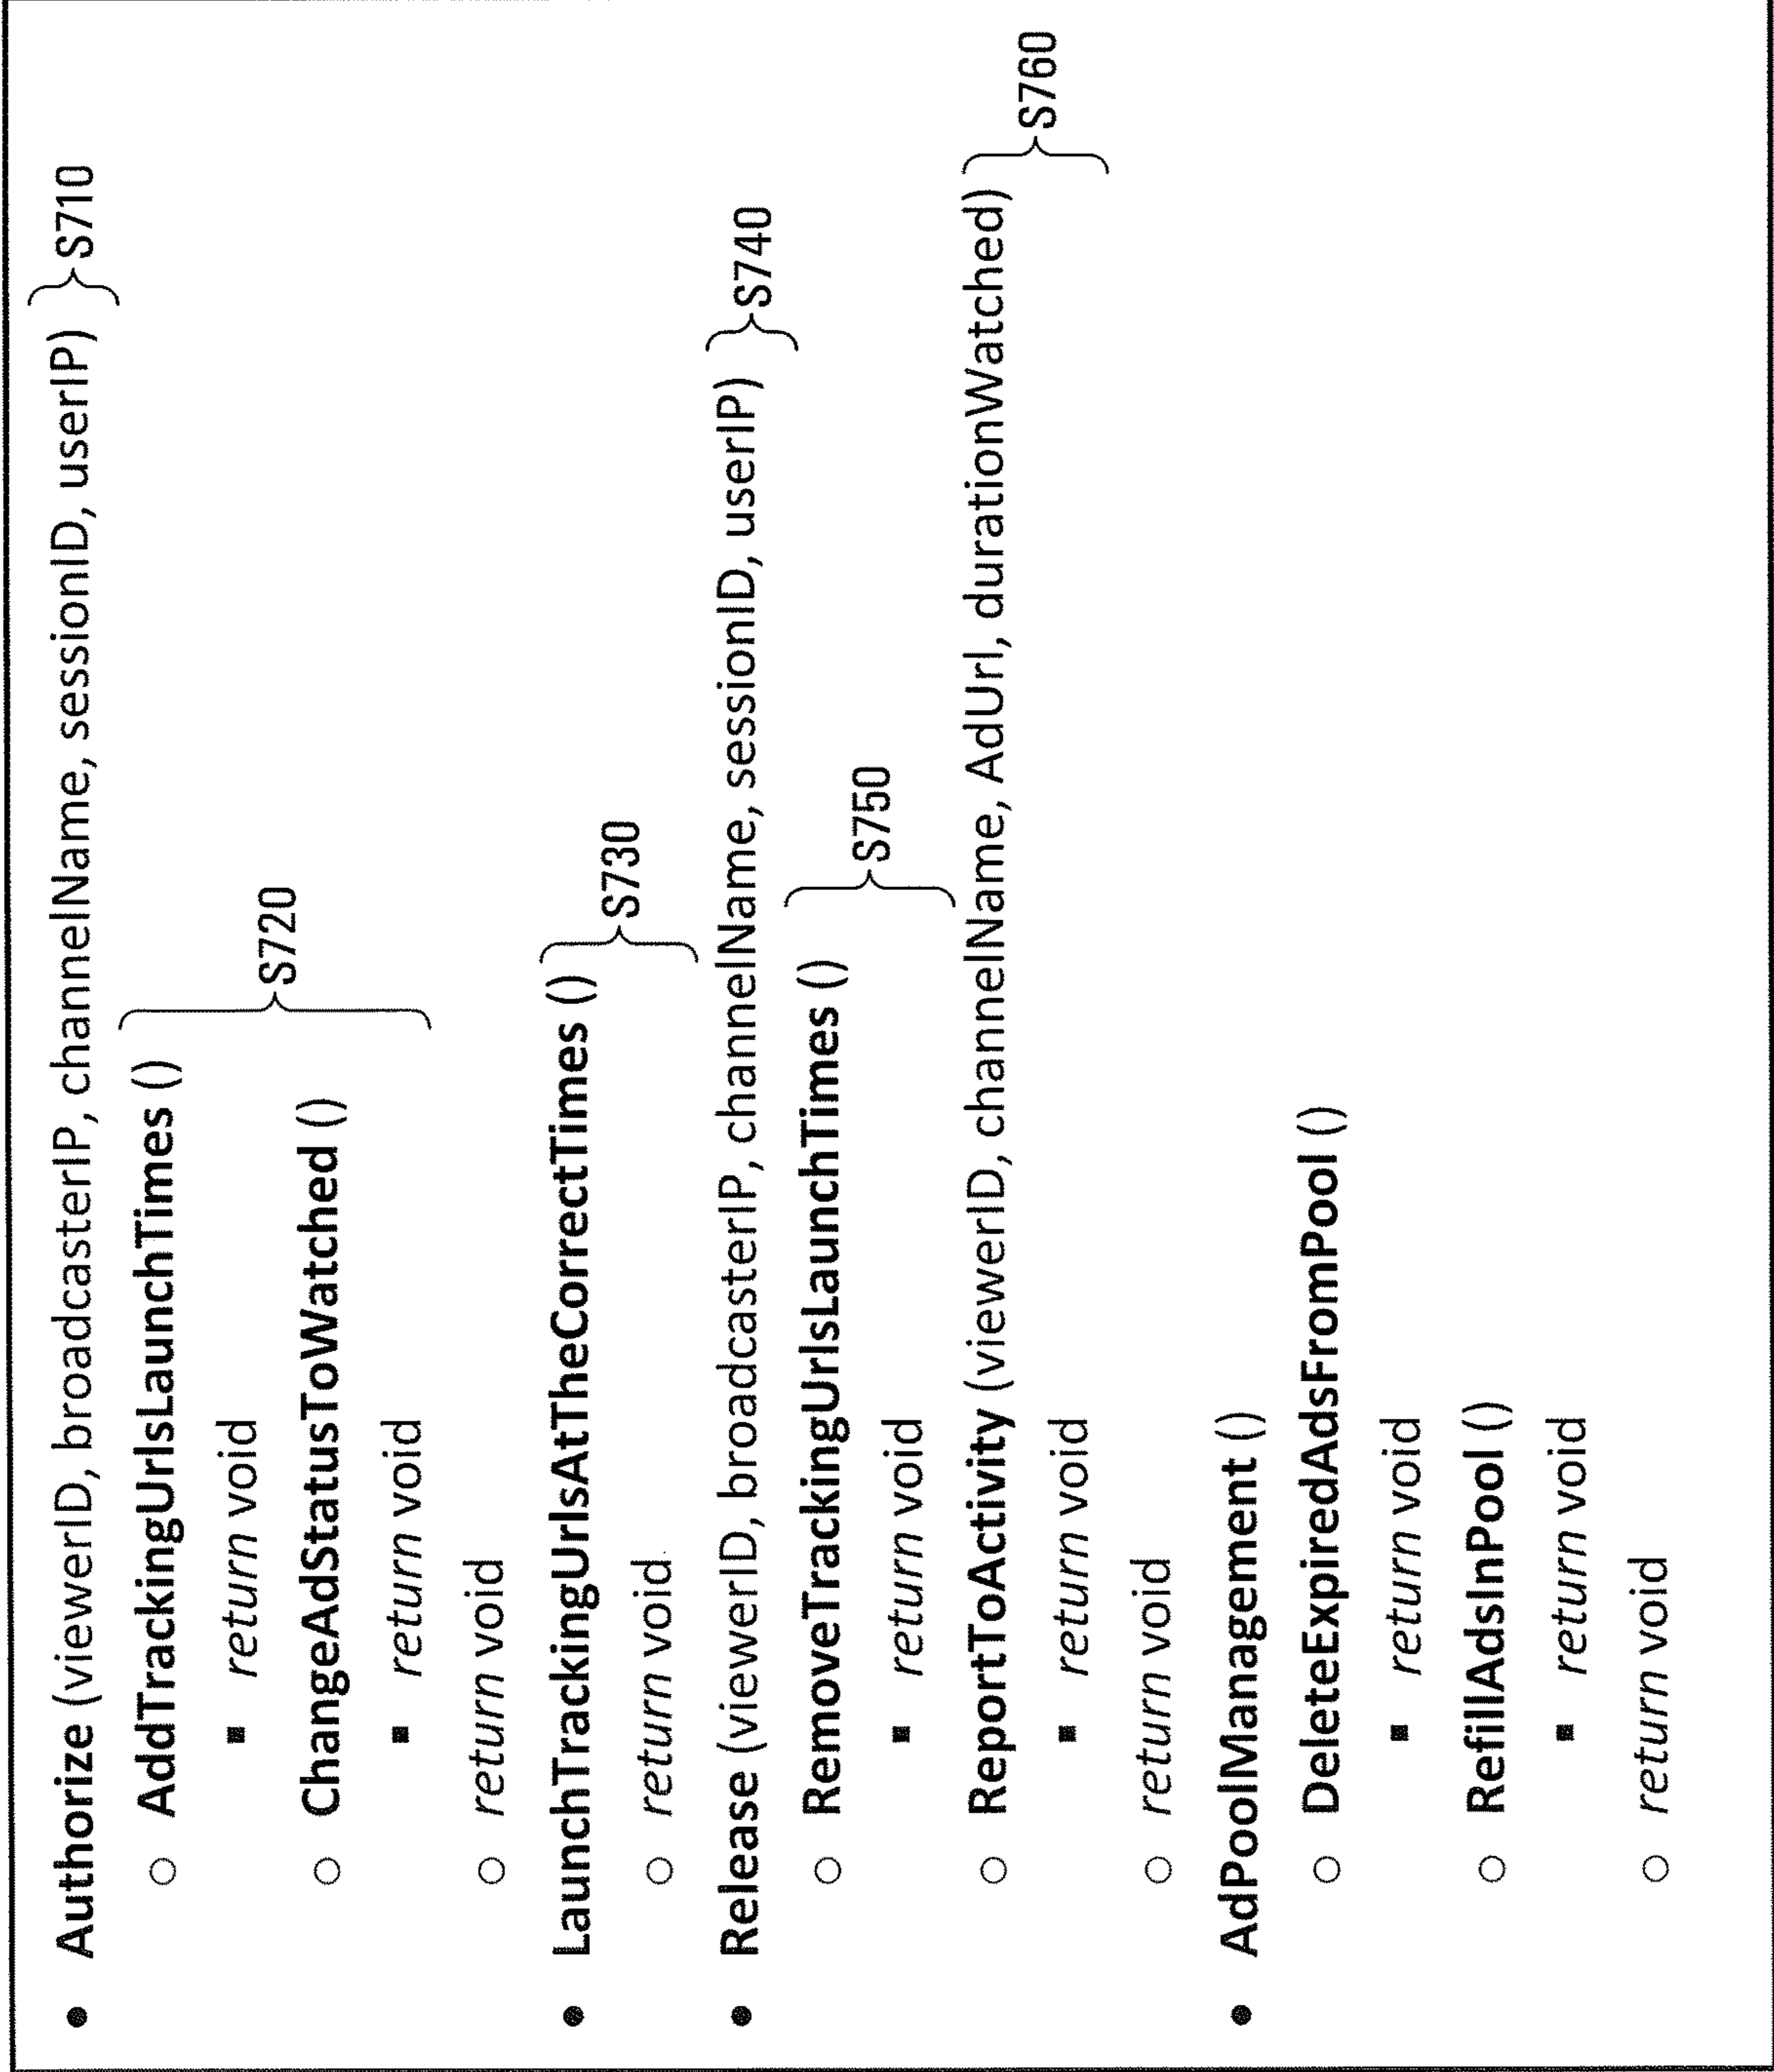 • Authorize (viewerID, broadcasterIP, channelName, sessionID, userIP) S710
○ AddTrackingUrlsLaunchTimes ()
■ return void
S720
○ ChangeAdStatusToWatched ()
■ return void
○ return void
• LaunchTrackingUrlsAtTheCorrectTimes ()
S730
○ return void
• Release (viewerID, broadcasterIP, channelName, sessionID, userIP) S740
○ RemoveTrackingUrlsLaunchTimes ()
S750
■ return void
○ ReportToActivity (viewerID, channelName, AdUrl, durationWatched)
S760
■ return void
○ return void
• AdPoolManagement ()
○ DeleteExpiredAdsFromPool ()
■ return void
○ RefillAdsInPool ()
■ return void
○ return void